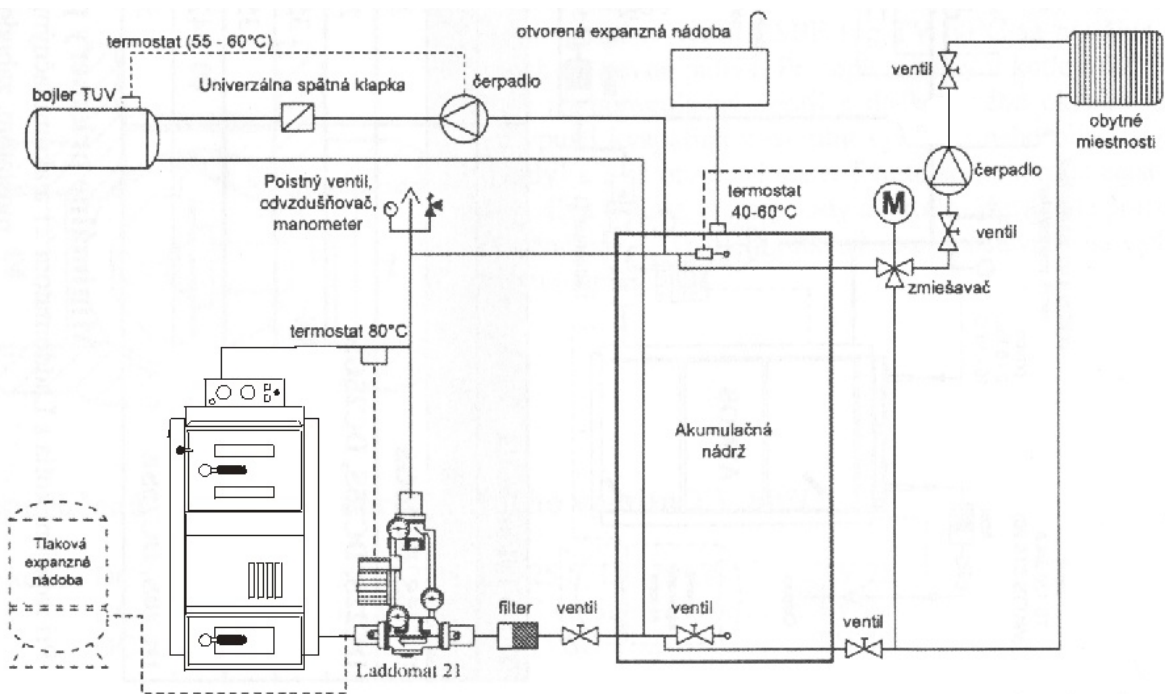 termostat (55 - 60°C)
otvorená expanzná nádoba
ventil
bojler TUV
Univerzálna spätná klapka
čerpadlo
obytné
miestnosti
Poistný ventil,
odvzdušňovač,
manometer
termostat
40-60°C
čerpadlo
M
ventil
zmiešavač
termostat 80°C
Akumulačná
nádrž
Tlaková
expanzné
nádoba
filter
ventil
ventil
ventil
Laddomat 21